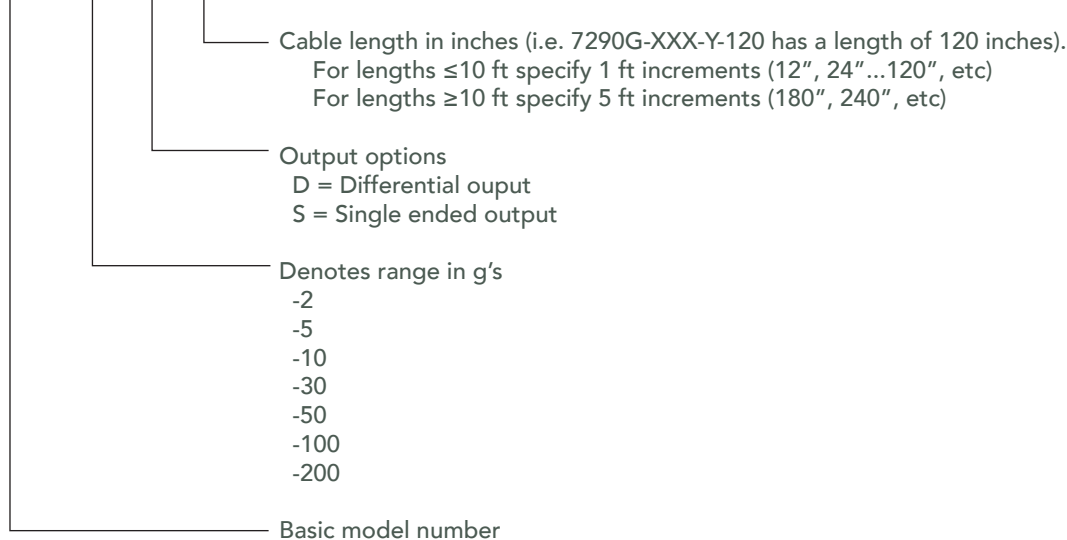 Cable length in inches (i.e. 7290G-XXX-Y-120 has a length of 120 inches).
For lengths ≤10 ft specify 1 ft increments (12″, 24″...120″, etc)
For lengths ≥10 ft specify 5 ft increments (180″, 240″, etc)
Output options
D = Differential ouput
S = Single ended output
Denotes range in g’s
-2
-5
-10
-30
-50
-100
-200
Basic model number